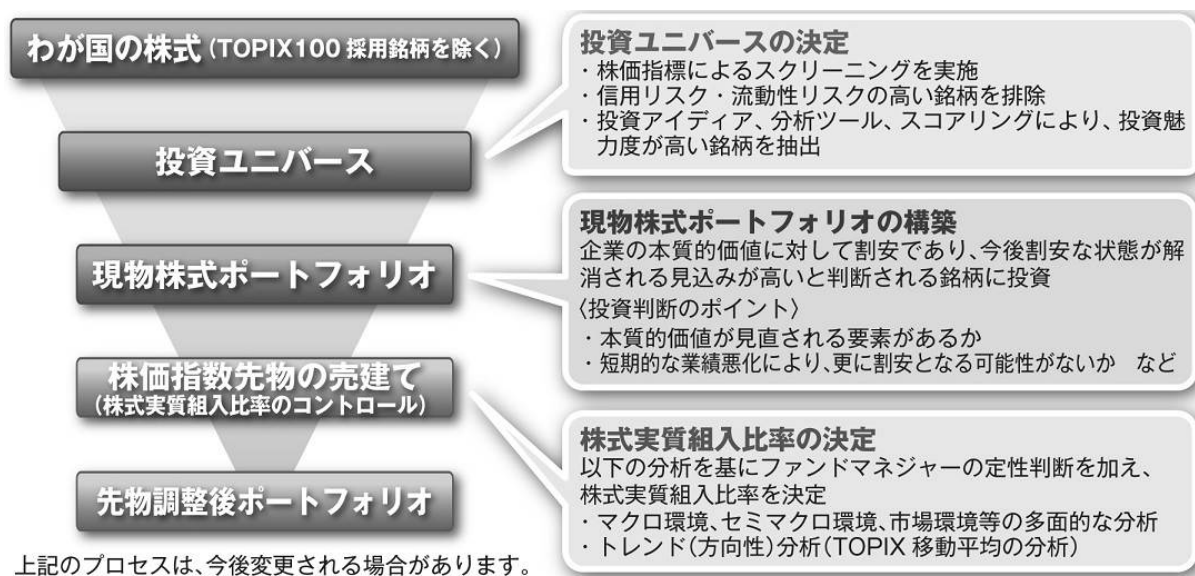 わが国の株式(TOPIX100 採用銘柄を除く)
投資ユニバースの決定
・株価指標によるスクリーニングを実施
・信用リスク・流動性リスクの高い銘柄を排除
・投資アイディア、分析ツール、スコアリングにより、投資魅
力度が高い銘柄を抽出
投資ユニバース
現物株式ポートフォリオの構築
企業の本質的価値に対して割安であり、今後割安な状態が解
消される見込みが高いと判断される銘柄に投資
〈投資判断のポイント〉
・本質的価値が見直される要素があるか
・短期的な業績悪化により、更に割安となる可能性がないか など
現物株式ポートフォリオ
株価指数先物の売建て
(株式実質組入比率のコントロール)
株式実質組入比率の決定
以下の分析を基にファンドマネジャーの定性判断を加え、
株式実質組入比率を決定
・マクロ環境、セミマクロ環境、市場環境等の多面的な分析
・トレンド(方向性)分析(TOPIX 移動平均の分析)
先物調整後ポートフォリオ
上記のプロセスは、今後変更される場合があります。